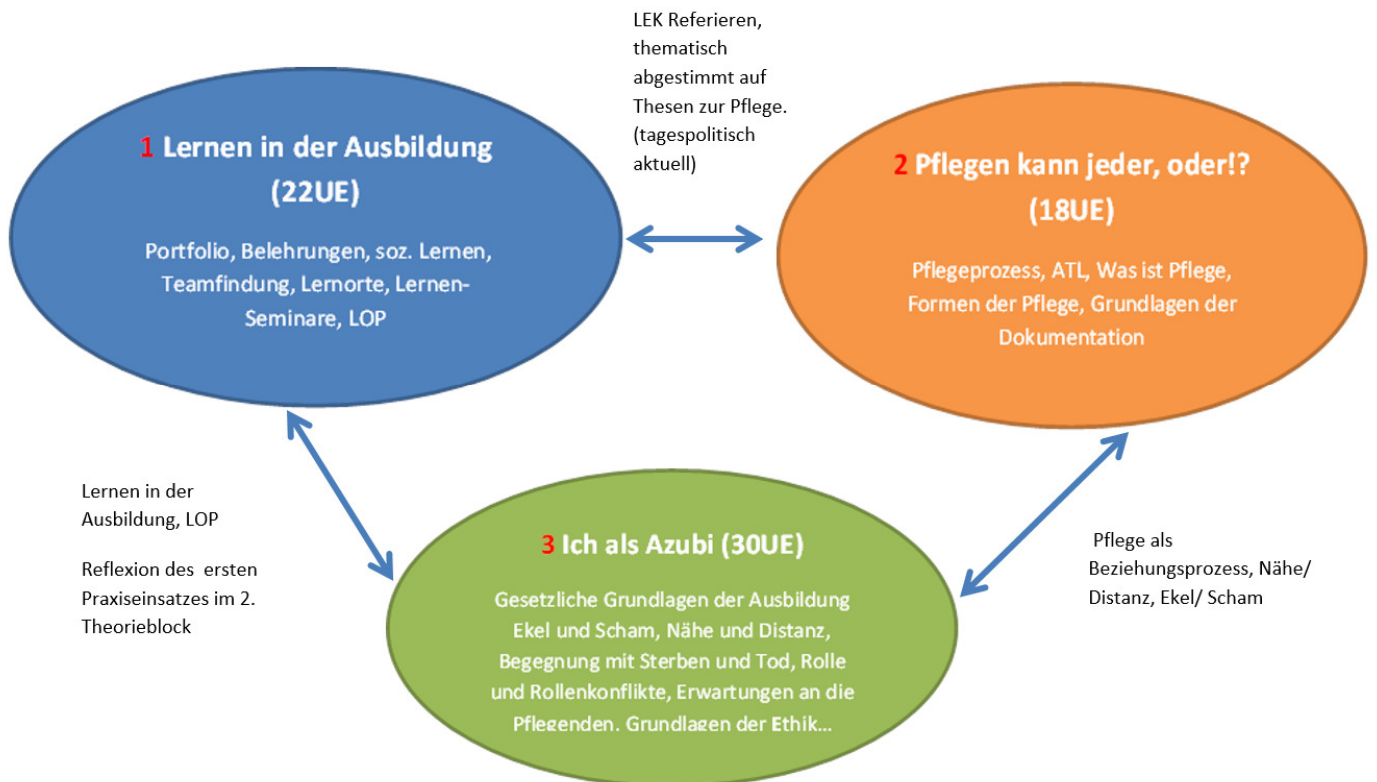 LEK Referieren,
thematisch
abgestimmt auf
Thesen zur Pflege.
(tagespolitisch
aktuell)
1 Lernen in der Ausbildung
(22UE)
Portfolio, Belehrungen, soz. Lernen,
Teamfindung, Lernorte, Lernen-
Seminare, LOP
2 Pflegen kann jeder, oder!?
(18UE)
Pflegeprozess, ATL, Was ist Pflege,
Formen der Pflege, Grundlagen der
Dokumentation
Lernen in der
Ausbildung, LOP
Reflexion des ersten
Praxiseinsatzes im 2.
Theorieblock
3 Ich als Azubi (30UE)
Gesetzliche Grundlagen der Ausbildung
Ekel und Scham, Nähe und Distanz,
Begegnung mit Sterben und Tod, Rolle
und Rollenkonflikte, Erwartungen an die
Pflegenden. Grundlagen der Ethik...
Pflege als
Beziehungsprozess, Nähe/
Distanz, Ekel/ Scham